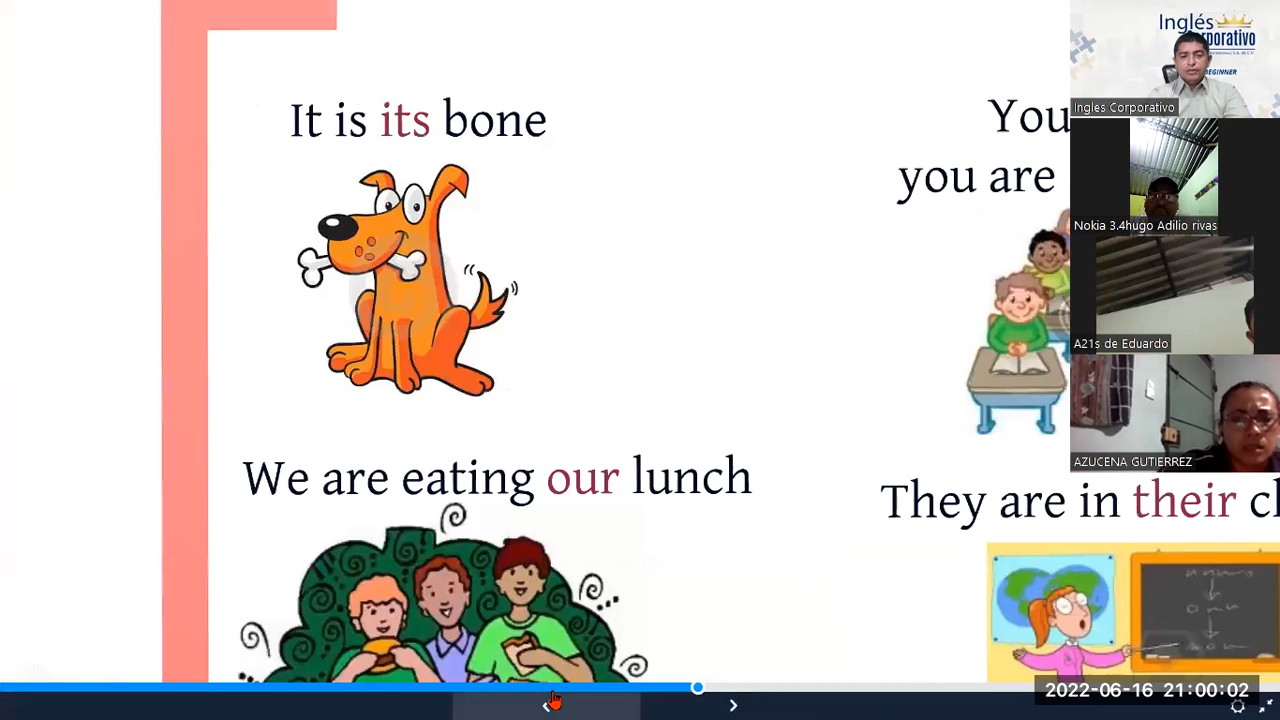 It is its bone
You
you are
We are eating our lunch
They are in their cl
Inglés
rporativo
BEGINNER
Ingles Corporativo
Nokia 3.4hugo Adilio rivas
A21s de Eduardo
AZUCENA GUTIERREZ
2022-06-16 21:00:02